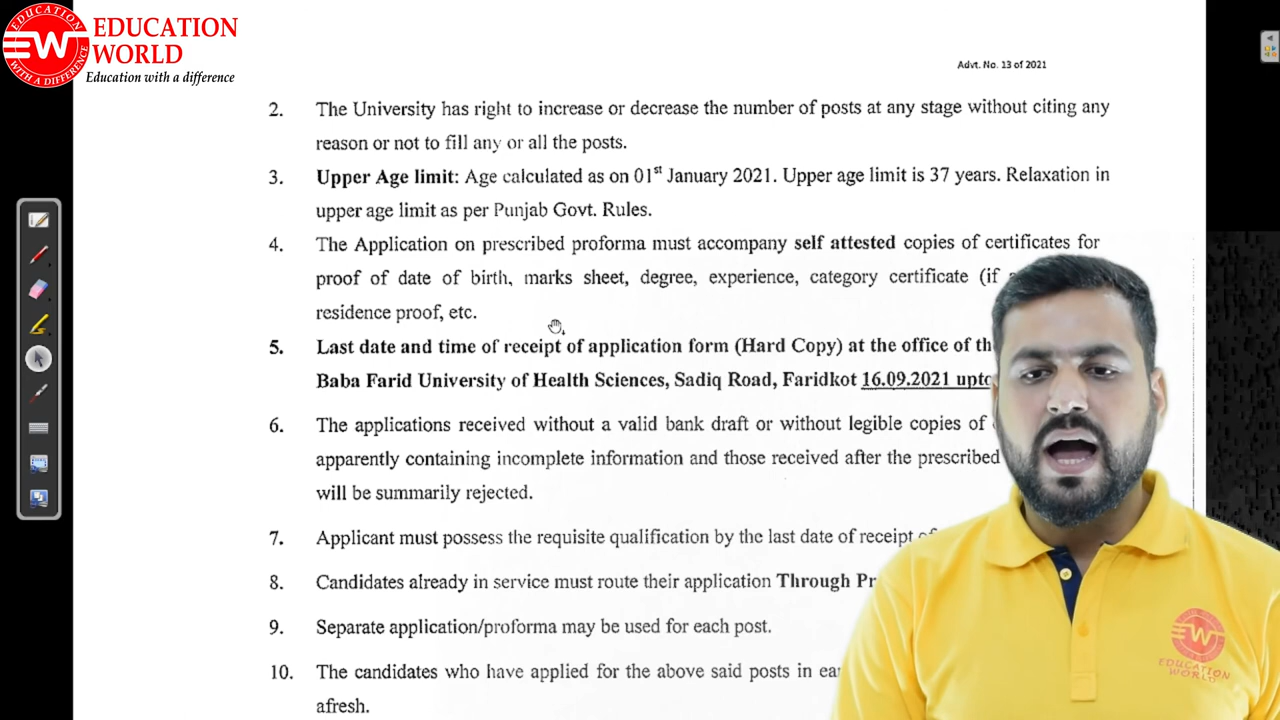 EDUCATION
WORLD
Education with a difference
EW
WITH A DIFFERENCE
Advt. No. 13 of 2021
2. The University has right to increase or decrease the number of posts at any stage without citing any
reason or not to fill any or all the posts.
3. Upper Age limit: Age calculated as on 01st January 2021. Upper age limit is 37 years. Relaxation in
upper age limit as per Punjab Govt. Rules.
4. The Application on prescribed proforma must accompany self attested copies of certificates for
proof of date of birth, marks sheet, degree, experience, category certificate (if
residence proof, etc.
5. Last date and time of receipt of application form (Hard Copy) at the office of th
Baba Farid University of Health Sciences, Sadiq Road, Faridkot 16.09.2021 upto
6. The applications received without a valid bank draft or without legible copies of
apparently containing incomplete information and those received after the prescribed
will be summarily rejected.
7. Applicant must possess the requisite qualification by the last date of receipt of
8. Candidates already in service must route their application Through Pr
9. Separate application/proforma may be used for each post.
10. The candidates who have applied for the above said posts in ear
afresh.
EW
EDUCATION
WORLD